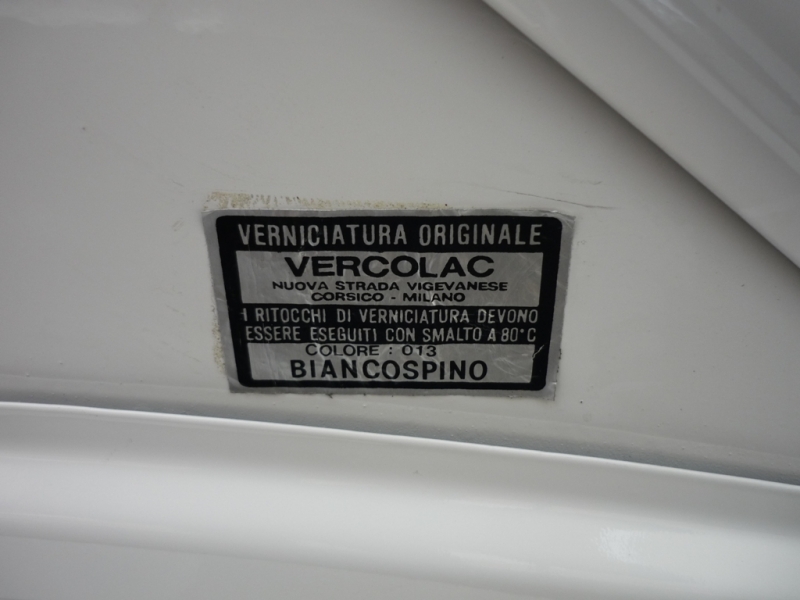 VERNICIATURA ORIGINALE
VERCOLAC
NUOVA STRADA VIGEVANESE
CORSICO - MILANO
I RITOCCHI DI VERNICIATURA DEVONO
ESSERE ESEGUITI CON SMALTO A 80°C
COLORE : 013
BIANCOSPINO